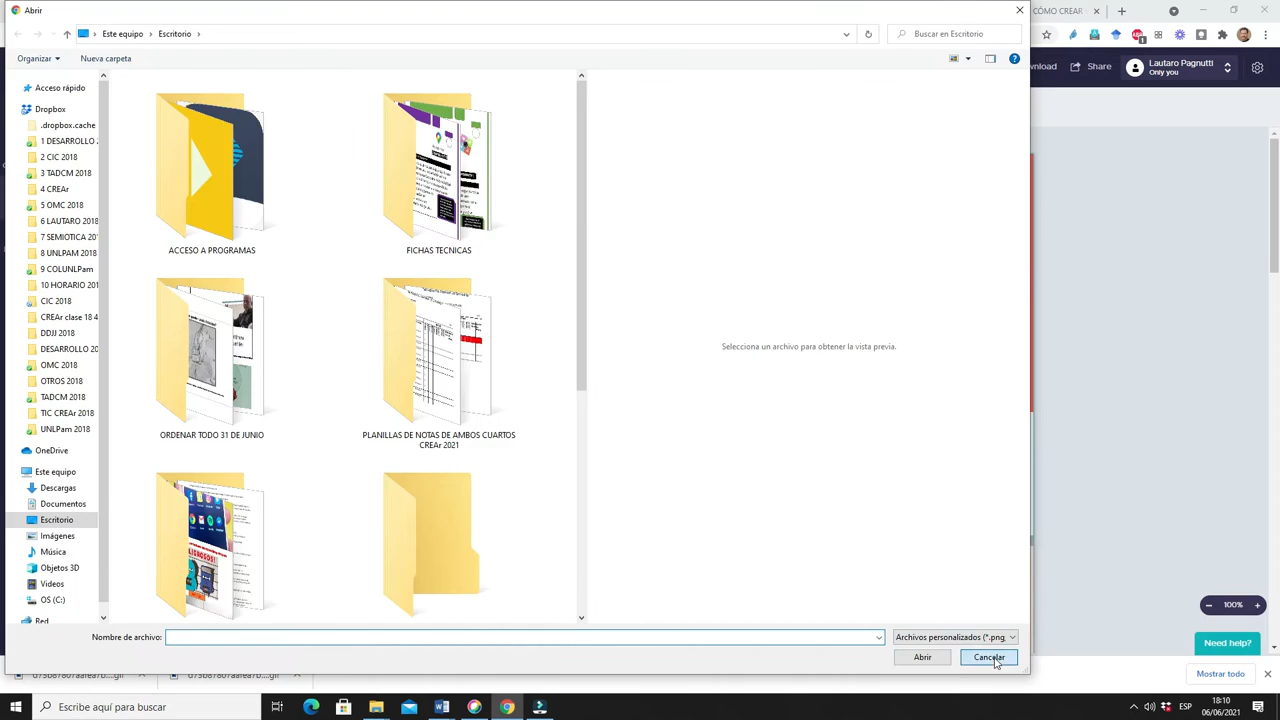 Abrir
CÓMO CREAR
Este equipo
Escritorio
Buscar en Escritorio
Organizar
Nueva carpeta
wnload
Share
Lautaro Pagnutti
Only you
Acceso rápido
Dropbox
.dropbox.cache
1 DESARROLLO
2 CIC 2018
3 TADCM 2018
4 CREAr
5 OMC 2018
6 LAUTARO 2018
7 SEMIOTICA 201
8 UNLPAM 2018
9 COLUNLPam
10 HORARIO 201
CIC 2018
CREAr clase 18 4
DDJJ 2018
DESARROLLO 20
OMC 2018
OTROS 2018
TADCM 2018
TIC CREAr 2018
UNLPam 2018
OneDrive
Este equipo
Descargas
Documentos
Escritorio
Imágenes
Música
Objetos 3D
Videos
OS (C:)
Red
ACCESO A PROGRAMAS
FICHAS TECNICAS
ORDENAR TODO 31 DE JUNIO
PLANILLAS DE NOTAS DE AMBOS CUARTOS
CREAr 2021
Selecciona un archivo para obtener la vista previa.
100%
Need help?
Nombre de archivo:
Archivos personalizados (*.png,
Abrir
Cancelar
Mostrar todo
Escribe aquí para buscar
ESP
18:10
06/06/2021